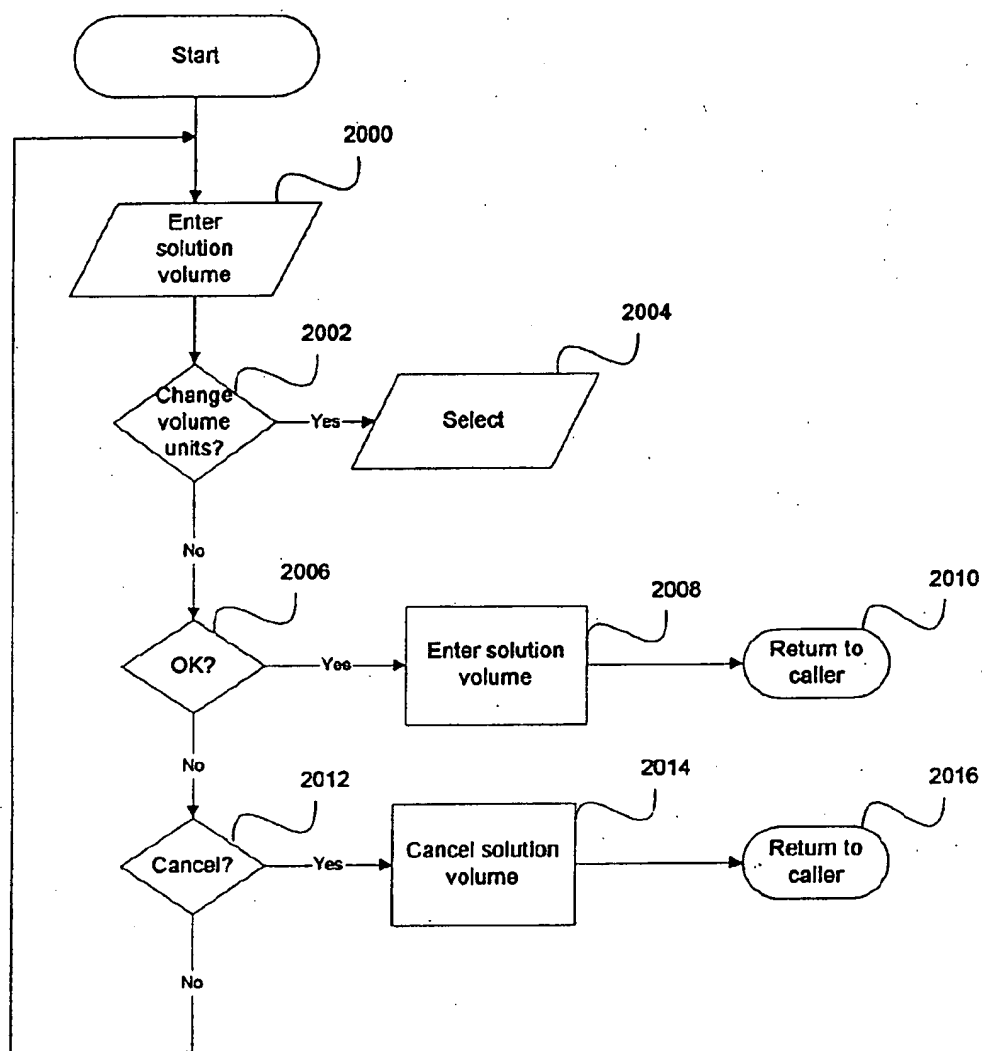 Start
2000
Enter
solution
volume
2002
2004
Change
volume
units?
Yes
Select
No
2006
2008
2010
OK?
Yes
Enter solution
volume
Return to
caller
No
2012
2014
2016
Cancel?
Yes
Cancel solution
volume
Return to
caller
No